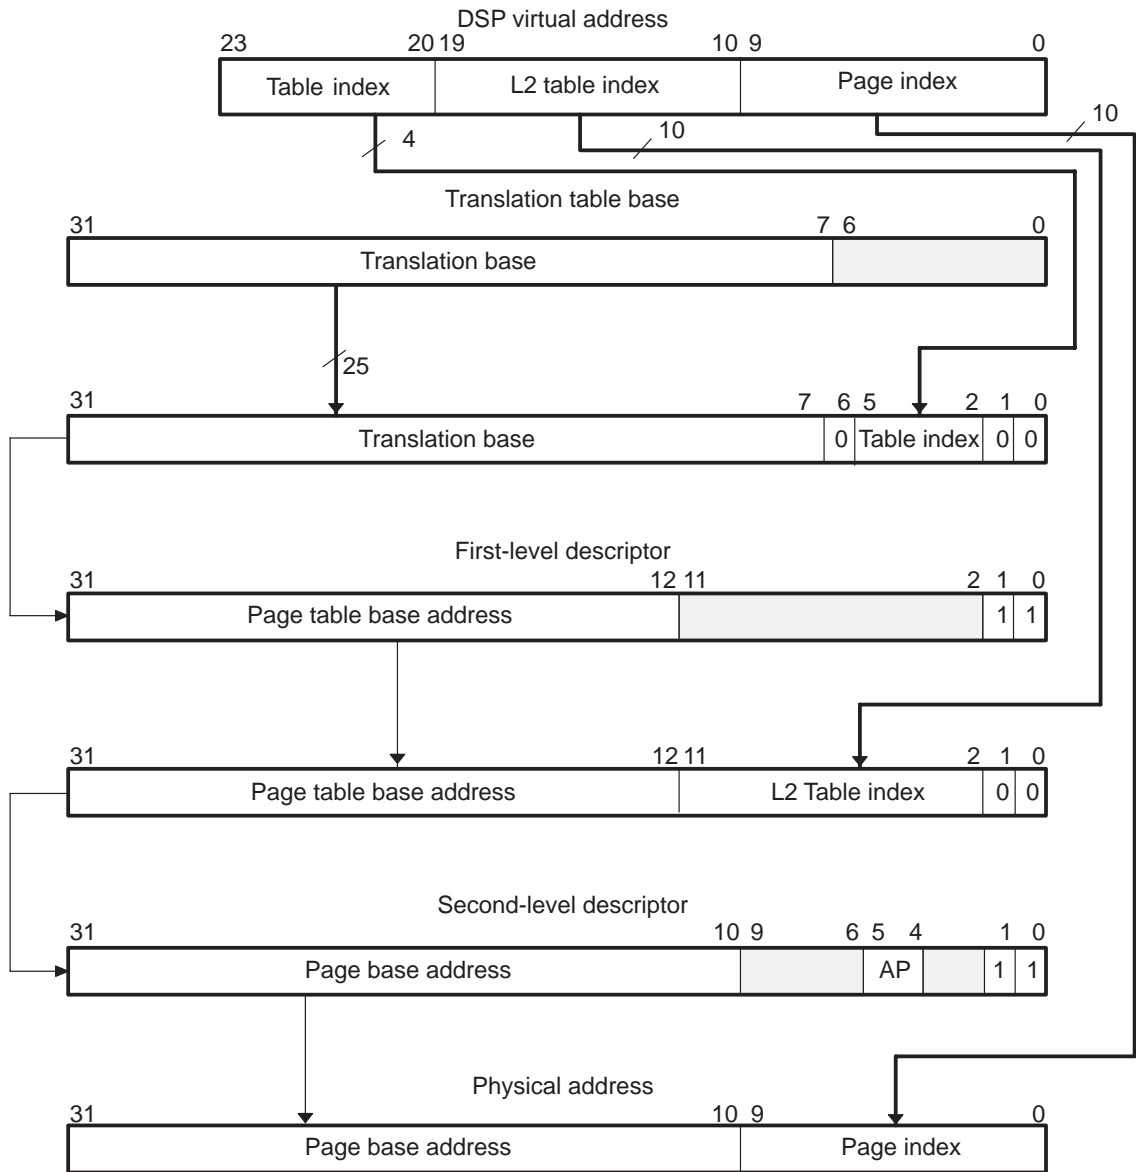 DSP virtual address
23 20 19 10 9 0
Table index L2 table index Page index
4 10 10
Translation table base
31 7 6 0
Translation base
25
31 7 6 5 2 1 0
Translation base 0 Table index 0 0
First-level descriptor
31 12 11 2 1 0
Page table base address 1 1
31 12 11 2 1 0
Page table base address L2 Table index 0 0
Second-level descriptor
31 10 9 6 5 4 1 0
Page base address AP 1 1
Physical address
31 10 9 0
Page base address Page index